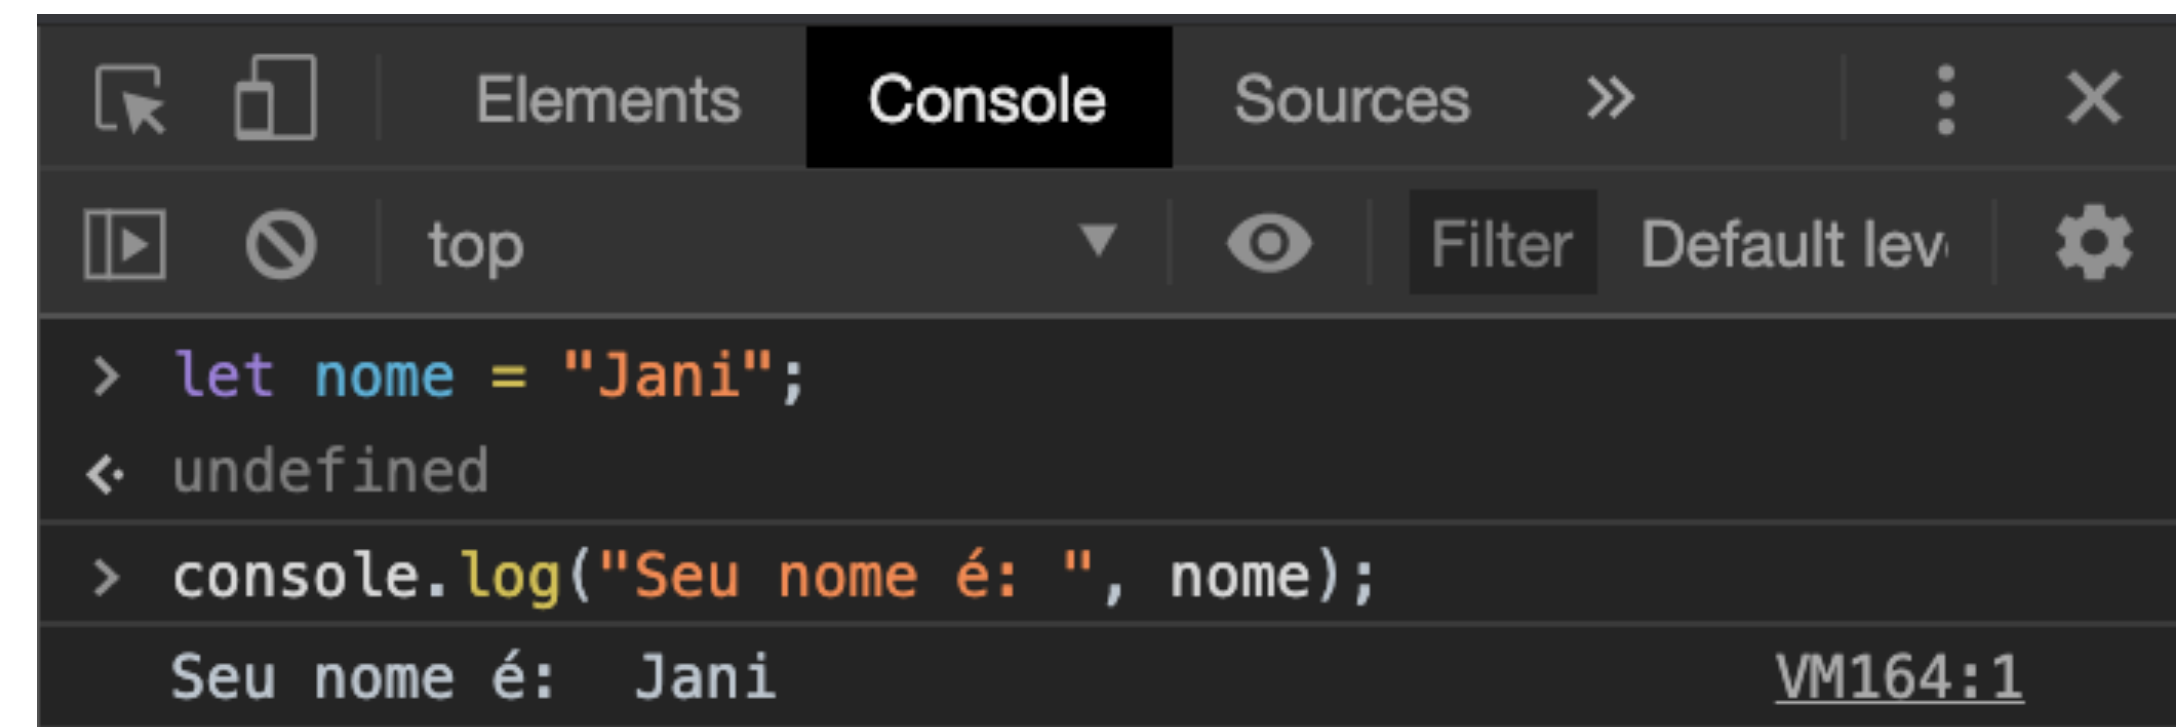 Elements Console Sources
top Filter Default lev
let nome = "Jani";
undefined
console.log("Seu nome é: ", nome);
Seu nome é:  Jani VM164:1